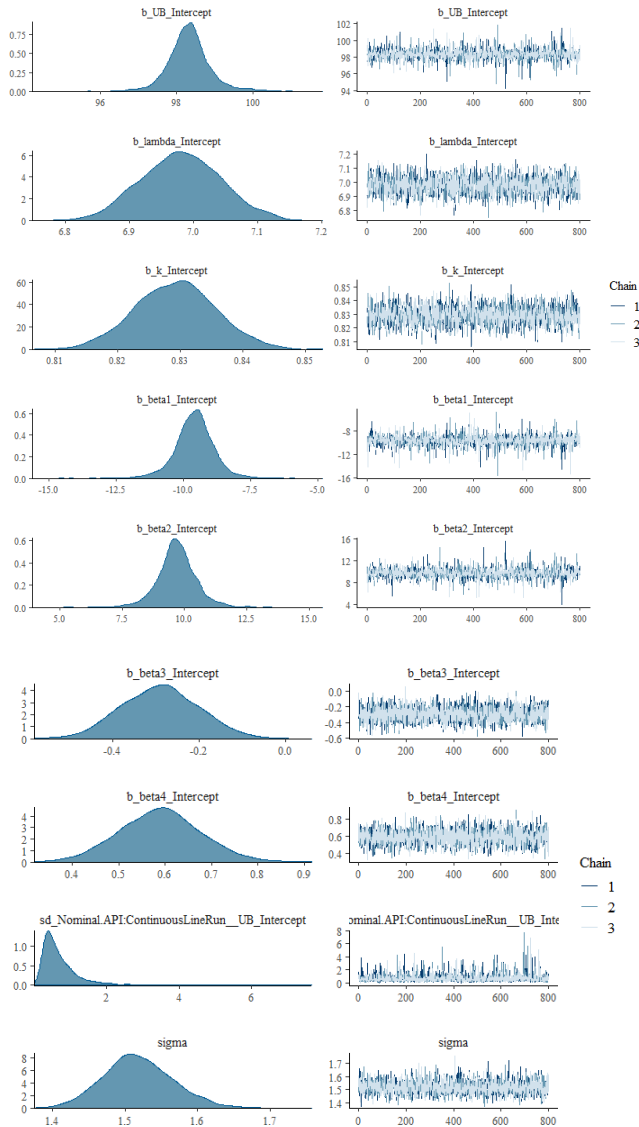 b_UB_Intercept
b_UB_Intercept
0.75
0.50
0.25
0.00
96 98 100
102
100
98
96
94
0 200 400 600 800
b_lambda_Intercept
b_lambda_Intercept
6
4
2
0
6.8 6.9 7.0 7.1 7.2
7.2
7.1
7.0
6.9
6.8
0 200 400 600 800
b_k_Intercept
b_k_Intercept
60
40
20
0
0.81 0.82 0.83 0.84 0.85
0.85
0.84
0.83
0.82
0.81
0 200 400 600 800
Chain
1
2
3
b_beta1_Intercept
b_beta1_Intercept
0.6
0.4
0.2
0.0
-15.0 -12.5 -10.0 -7.5 -5.0
-8
-12
-16
0 200 400 600 800
b_beta2_Intercept
b_beta2_Intercept
0.6
0.4
0.2
0.0
5.0 7.5 10.0 12.5 15.0
16
12
8
4
0 200 400 600 800
b_beta3_Intercept
b_beta3_Intercept
4
3
2
1
0
-0.4 -0.2 0.0
0.0
-0.2
-0.4
-0.6
0 200 400 600 800
b_beta4_Intercept
b_beta4_Intercept
4
3
2
1
0
0.4 0.5 0.6 0.7 0.8 0.9
0.8
0.6
0.4
0 200 400 600 800
Chain
1
2
3
sd_Nominal.API:ContinuousLineRun__UB_Intercept
ominal.API:ContinuousLineRun__UB_Inte
1.0
0.5
0.0
2 4 6
8
6
4
2
0
0 200 400 600 800
sigma
sigma
8
6
4
2
0
1.4 1.5 1.6 1.7
1.7
1.6
1.5
1.4
0 200 400 600 800